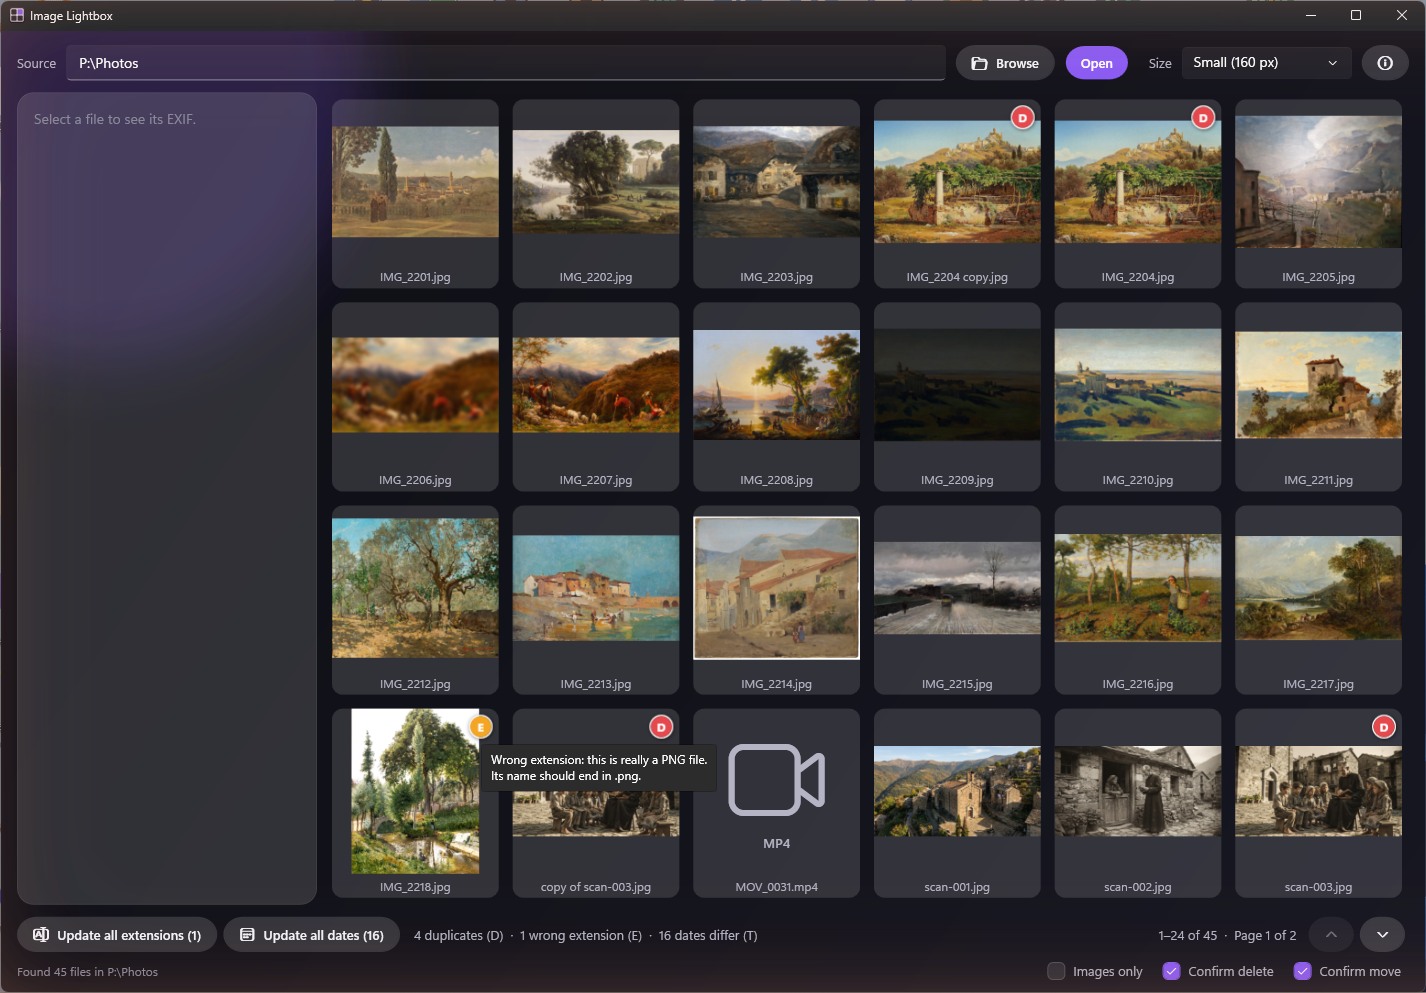 Image Lightbox
Source P:\Photos Browse Open Size Small (160 px)
Select a file to see its EXIF.
D D
IMG_2201.jpg IMG_2202.jpg IMG_2203.jpg IMG_2204 copy.jpg IMG_2204.jpg IMG_2205.jpg
IMG_2206.jpg IMG_2207.jpg IMG_2208.jpg IMG_2209.jpg IMG_2210.jpg IMG_2211.jpg
IMG_2212.jpg IMG_2213.jpg IMG_2214.jpg IMG_2215.jpg IMG_2216.jpg IMG_2217.jpg
E D D
Wrong extension: this is really a PNG file.
Its name should end in .png.
MP4
IMG_2218.jpg copy of scan-003.jpg MOV_0031.mp4 scan-001.jpg scan-002.jpg scan-003.jpg
Update all extensions (1) Update all dates (16) 4 duplicates (D) · 1 wrong extension (E) · 16 dates differ (T) 1–24 of 45 · Page 1 of 2
Found 45 files in P:\Photos Images only Confirm delete Confirm move